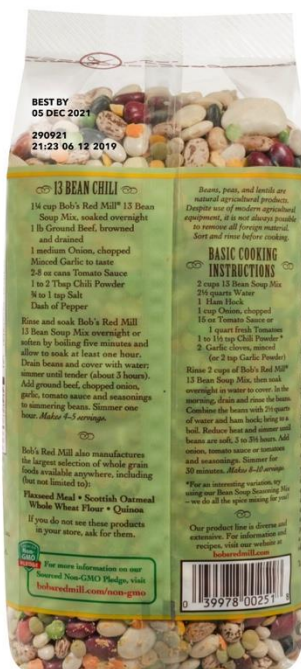 BEST BY
05 DEC 2021
290921
21:23 06 12 2019
13 BEAN CHILI
1¼ cup Bob's Red Mill® 13 Bean
Soup Mix, soaked overnight
1 lb Ground Beef, browned
and drained
1 medium Onion, chopped
Minced Garlic to taste
2-8 oz cans Tomato Sauce
1 to 2 Tbsp Chili Powder
¾ to 1 tsp Salt
Dash of Pepper
Rinse and soak Bob's Red Mill
13 Bean Soup Mix overnight or
soften by boiling five minutes and
allow to soak at least one hour.
Drain beans and cover with water;
simmer until tender (about 3 hours).
Add ground beef, chopped onion,
garlic, tomato sauce and seasonings
to simmering beans. Simmer one
hour. Makes 4-5 servings.
Bob's Red Mill also manufactures
the largest selection of whole grain
foods available anywhere, including
(but not limited to):
Flaxseed Meal • Scottish Oatmeal
Whole Wheat Flour • Quinoa
If you do not see these products
in your store, ask for them.
Non
GMO
For more information on our
Sourced Non-GMO Pledge, visit
bobsredmill.com/non-gmo
Beans, peas, and lentils are
natural agricultural products.
Despite use of modern agricultural
equipment, it is not always possible
to remove all foreign material.
Sort and rinse before cooking.
BASIC COOKING
INSTRUCTIONS
2 cups 13 Bean Soup Mix
2½ quarts Water
1 Ham Hock
1 cup Onion, chopped
16 oz Tomato Sauce or
1 quart fresh Tomatoes
1 to 1½ tsp Chili Powder*
2 Garlic cloves, minced
(or 2 tsp Garlic Powder)
Rinse 2 cups of Bob's Red Mill®
13 Bean Soup Mix, then soak
overnight in water to cover. In the
morning, drain and rinse the beans.
Combine the beans with 2½ quarts
of water and ham hock; bring to a
boil. Reduce heat and simmer until
beans are soft, 3 to 3½ hours. Add
onion, tomato sauce or tomatoes
and seasonings. Simmer for
30 minutes. Makes 8-10 servings.
*For an interesting variation, try
using our Bean Soup Seasoning Mix
—we do all the spice mixing for you!
Our product line is diverse and
extensive. For information and
recipes, visit our website at
bobsredmill.com
0 39978 00251 8